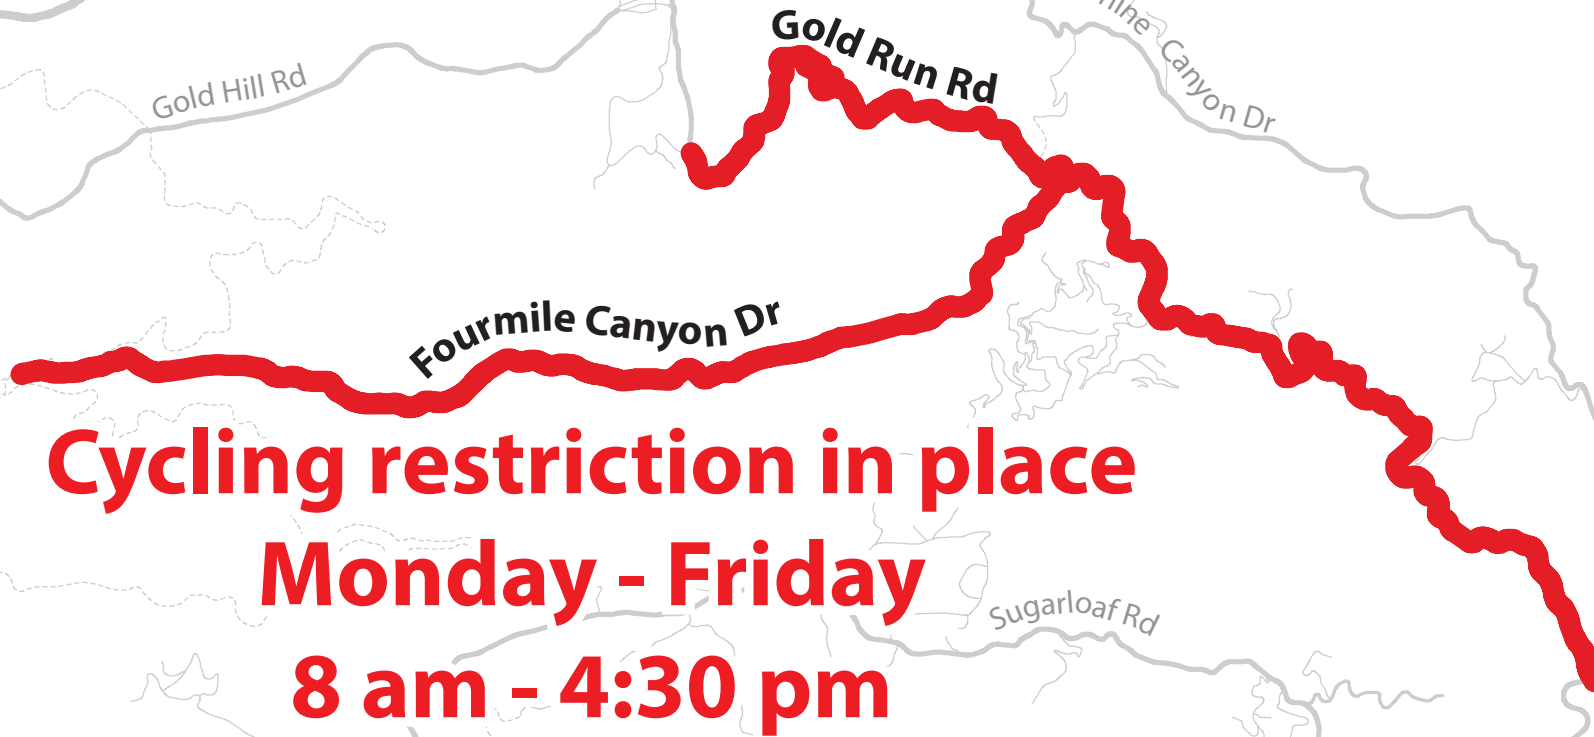 Gold Run Rd
Canyon Dr
Gold Hill Rd
Fourmile Canyon Dr
Cycling restriction in place
Monday - Friday
Sugarloaf Rd
8 am - 4:30 pm